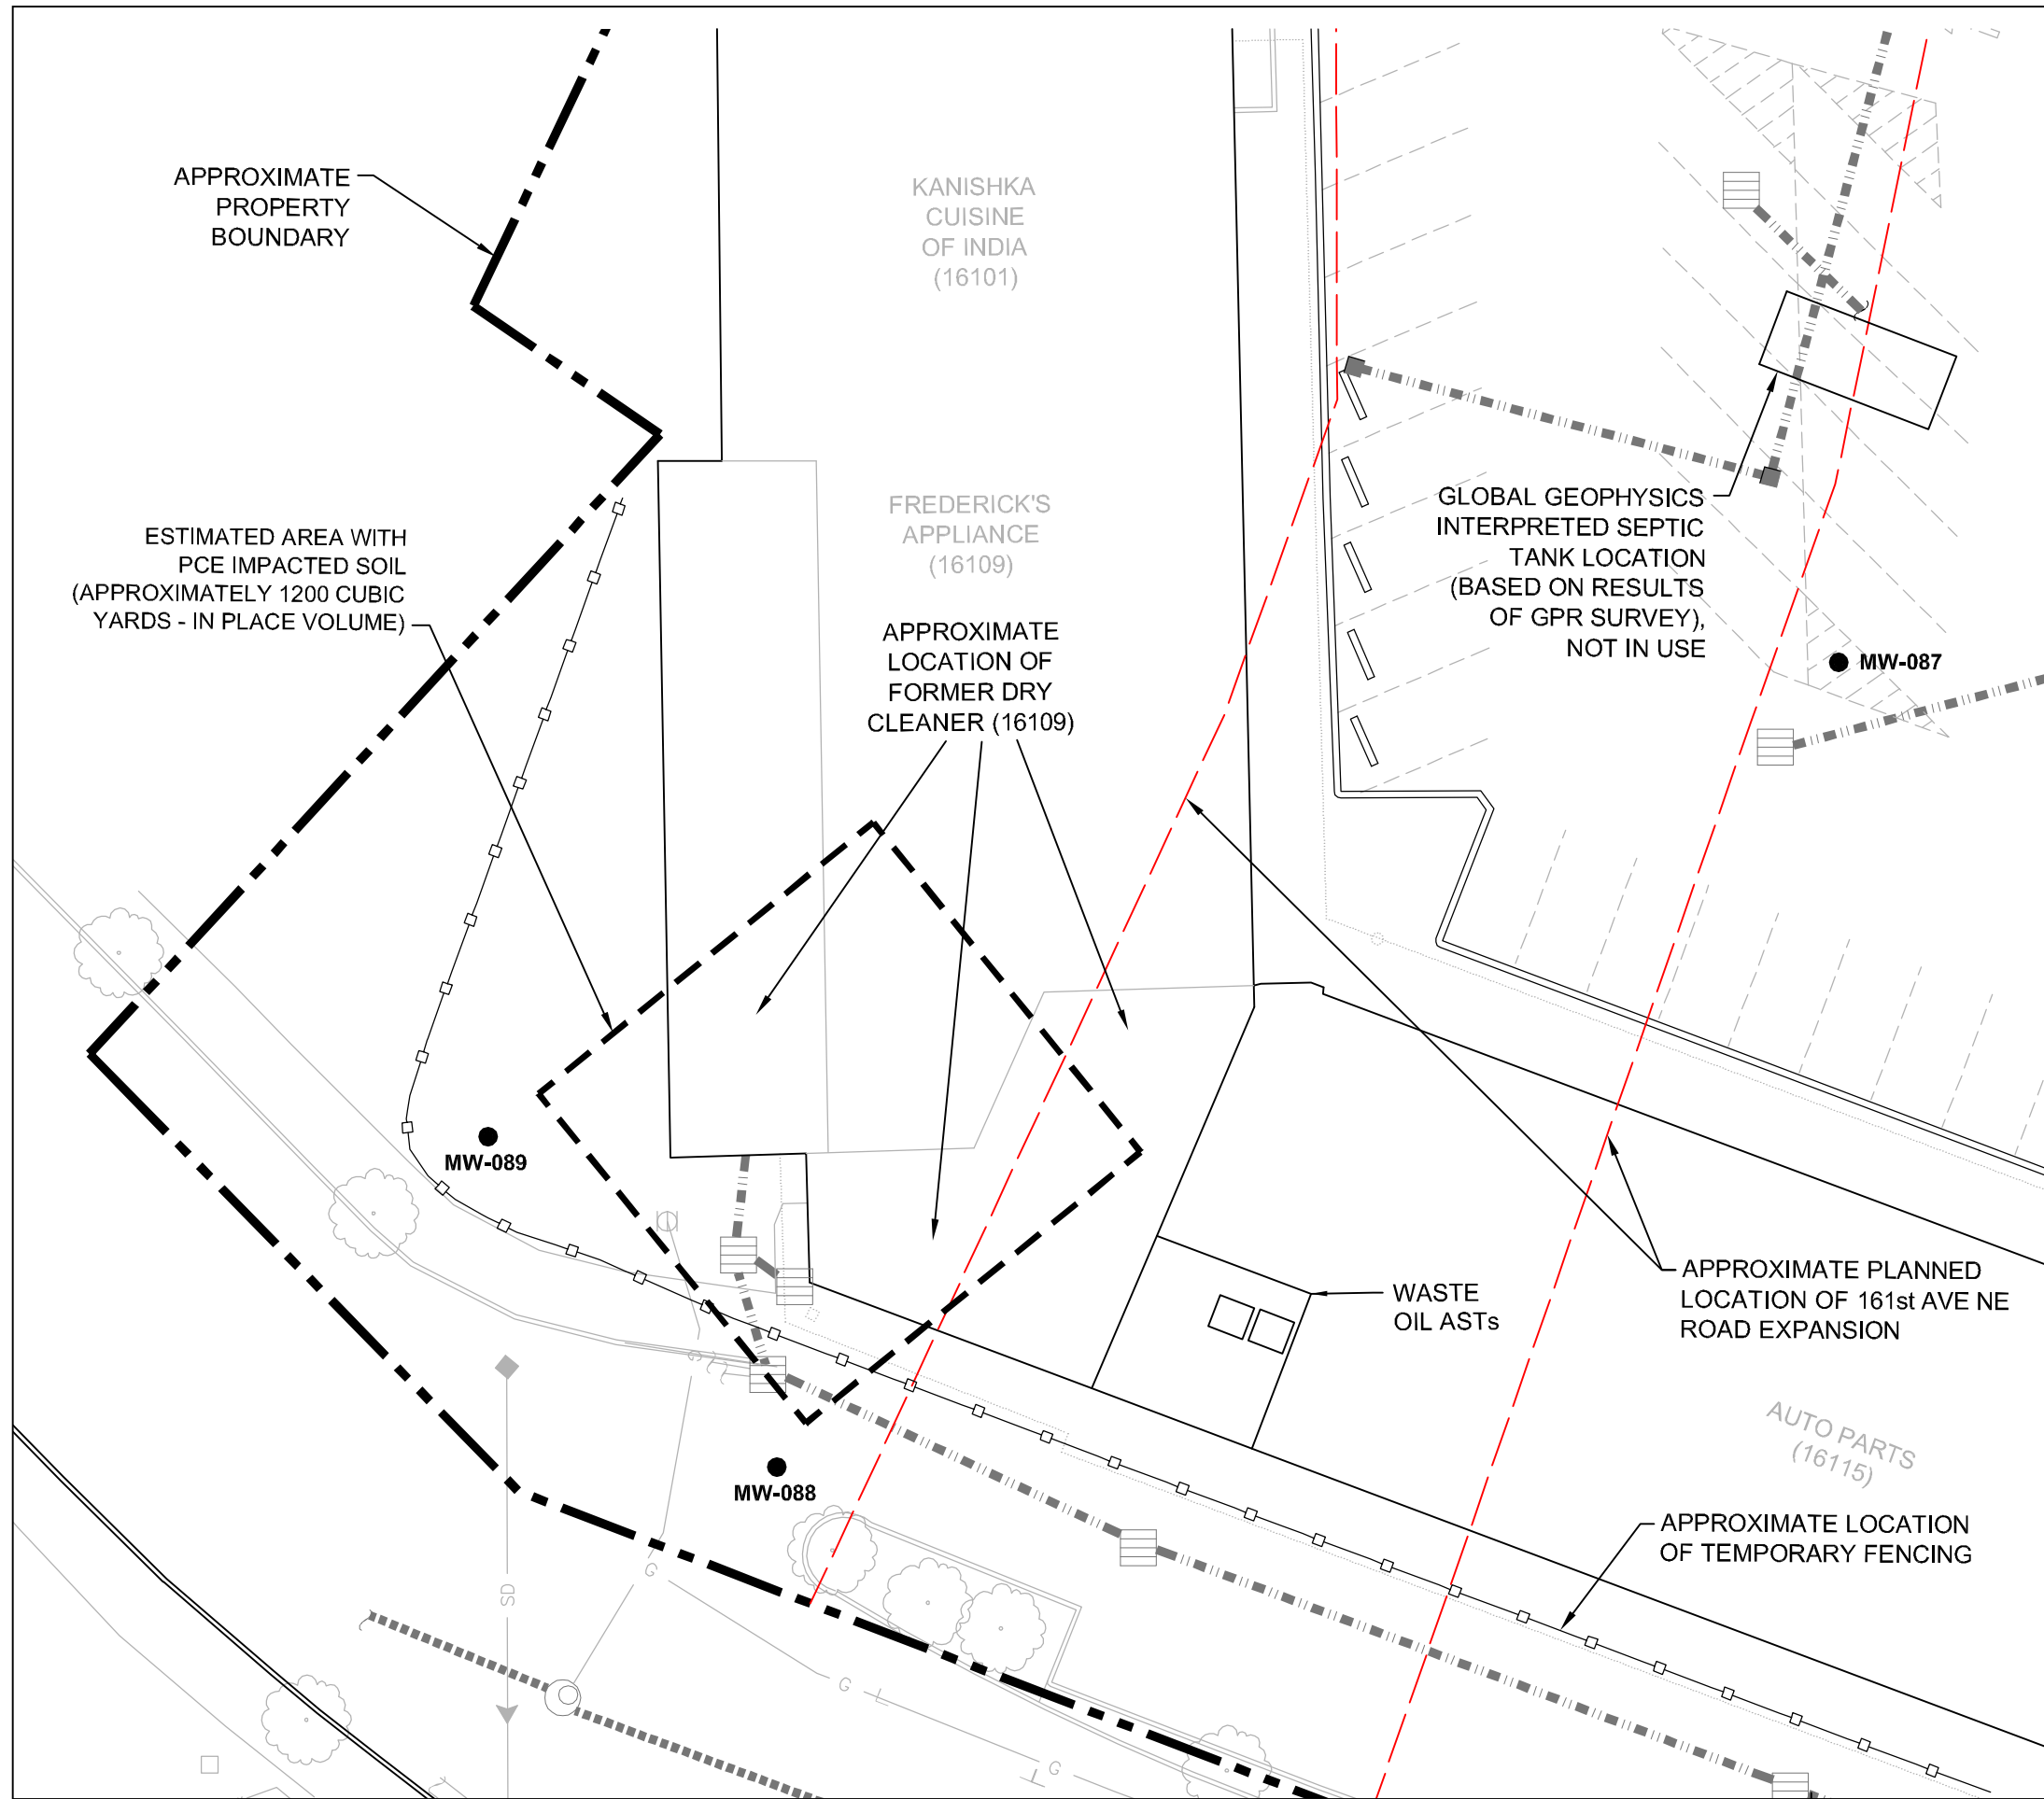 APPROXIMATE
PROPERTY
BOUNDARY
KANISHKA
CUISINE
OF INDIA
(16101)
FREDERICK'S
APPLIANCE
(16109)
ESTIMATED AREA WITH
PCE IMPACTED SOIL
(APPROXIMATELY 1200 CUBIC
YARDS - IN PLACE VOLUME)
APPROXIMATE
LOCATION OF
FORMER DRY
CLEANER (16109)
GLOBAL GEOPHYSICS
INTERPRETED SEPTIC
TANK LOCATION
(BASED ON RESULTS
OF GPR SURVEY),
NOT IN USE
MW-087
MW-089
APPROXIMATE PLANNED
LOCATION OF 161st AVE NE
ROAD EXPANSION
WASTE
OIL ASTs
AUTO PARTS
(16115)
MW-088
APPROXIMATE LOCATION
OF TEMPORARY FENCING
G
SD
G
G
G